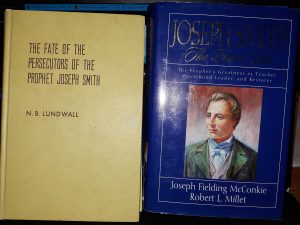 THE FATE OF THE
PERSECUTORS OF THE
PROPHET JOSEPH SMITH
N. B. LUNDWALL
JOSEPH SMITH
The
The Prophet's Greatness as Teacher,
Priesthood Leader, and Restorer
Joseph Fielding McConkie
Robert L. Millet